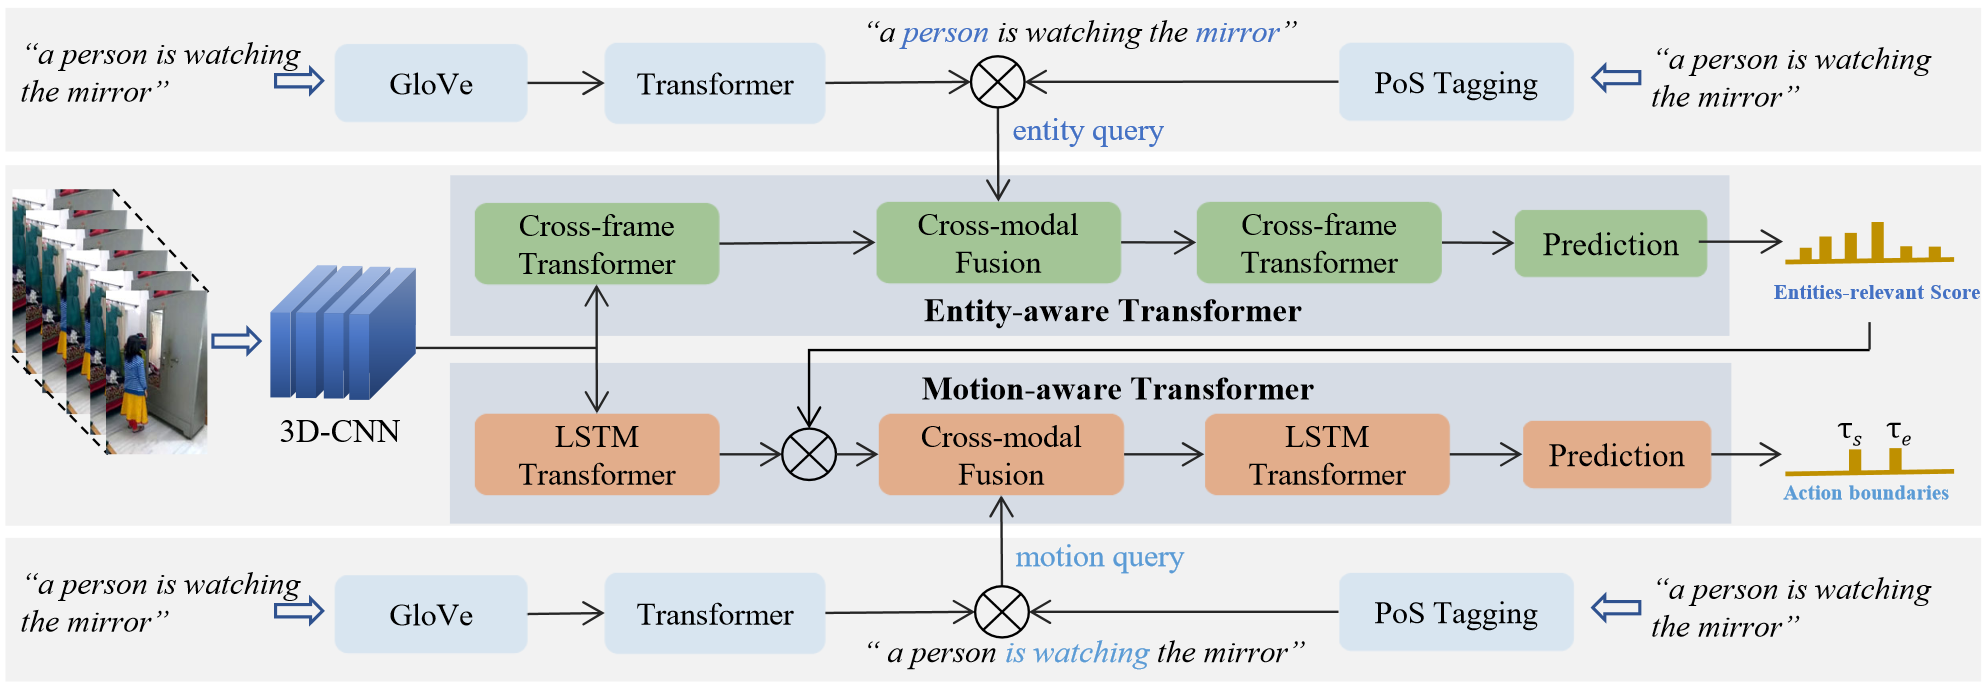 “a person is watching
the mirror”
GloVe
Transformer
“a person is watching the mirror”
PoS Tagging
“a person is watching
the mirror”
entity query
Cross-frame
Transformer
Cross-modal
Fusion
Cross-frame
Transformer
Prediction
Entities-relevant Score
Entity-aware Transformer
3D-CNN
Motion-aware Transformer
LSTM
Transformer
Cross-modal
Fusion
LSTM
Transformer
Prediction
τs τe
Action boundaries
motion query
“a person is watching
the mirror”
GloVe
Transformer
“ a person is watching the mirror”
PoS Tagging
“a person is watching
the mirror”